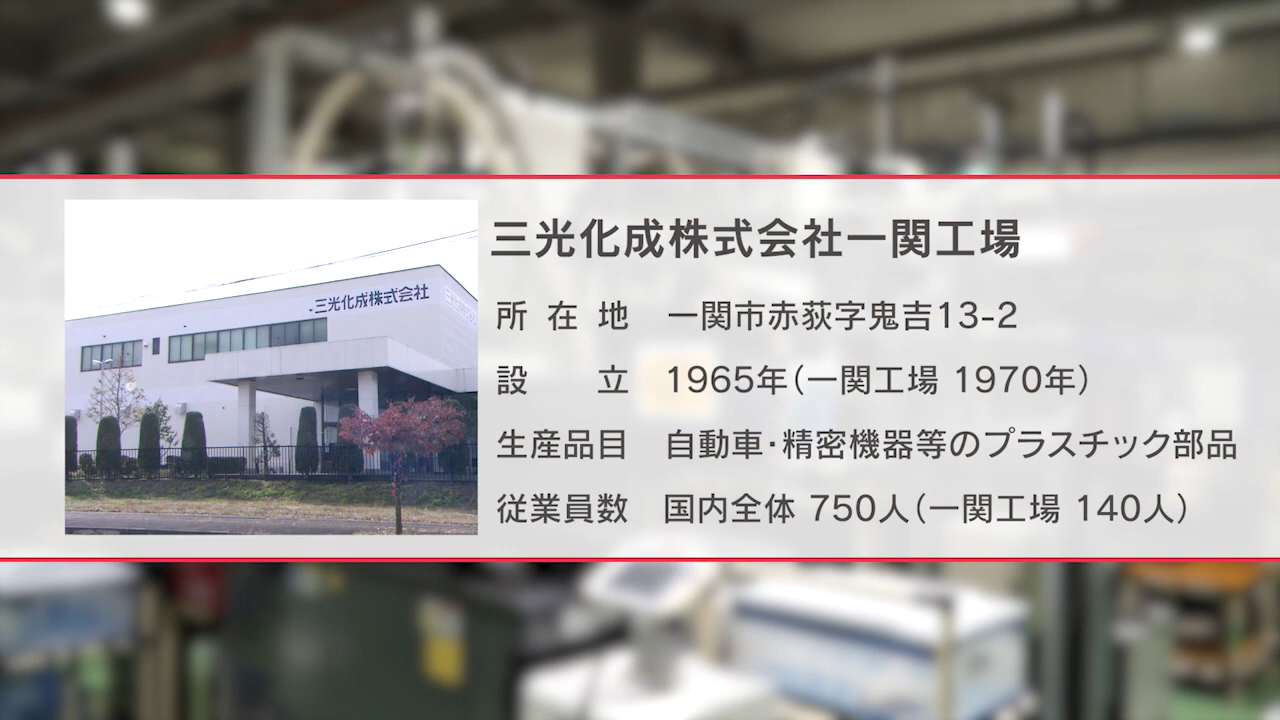 三光化成株式会社一関工場
三光化成株式会社
所在地 一関市赤荻字鬼吉13-2
設立 1965年(一関工場 1970年)
生産品目 自動車・精密機器等のプラスチック部品
従業員数 国内全体 750人(一関工場 140人)